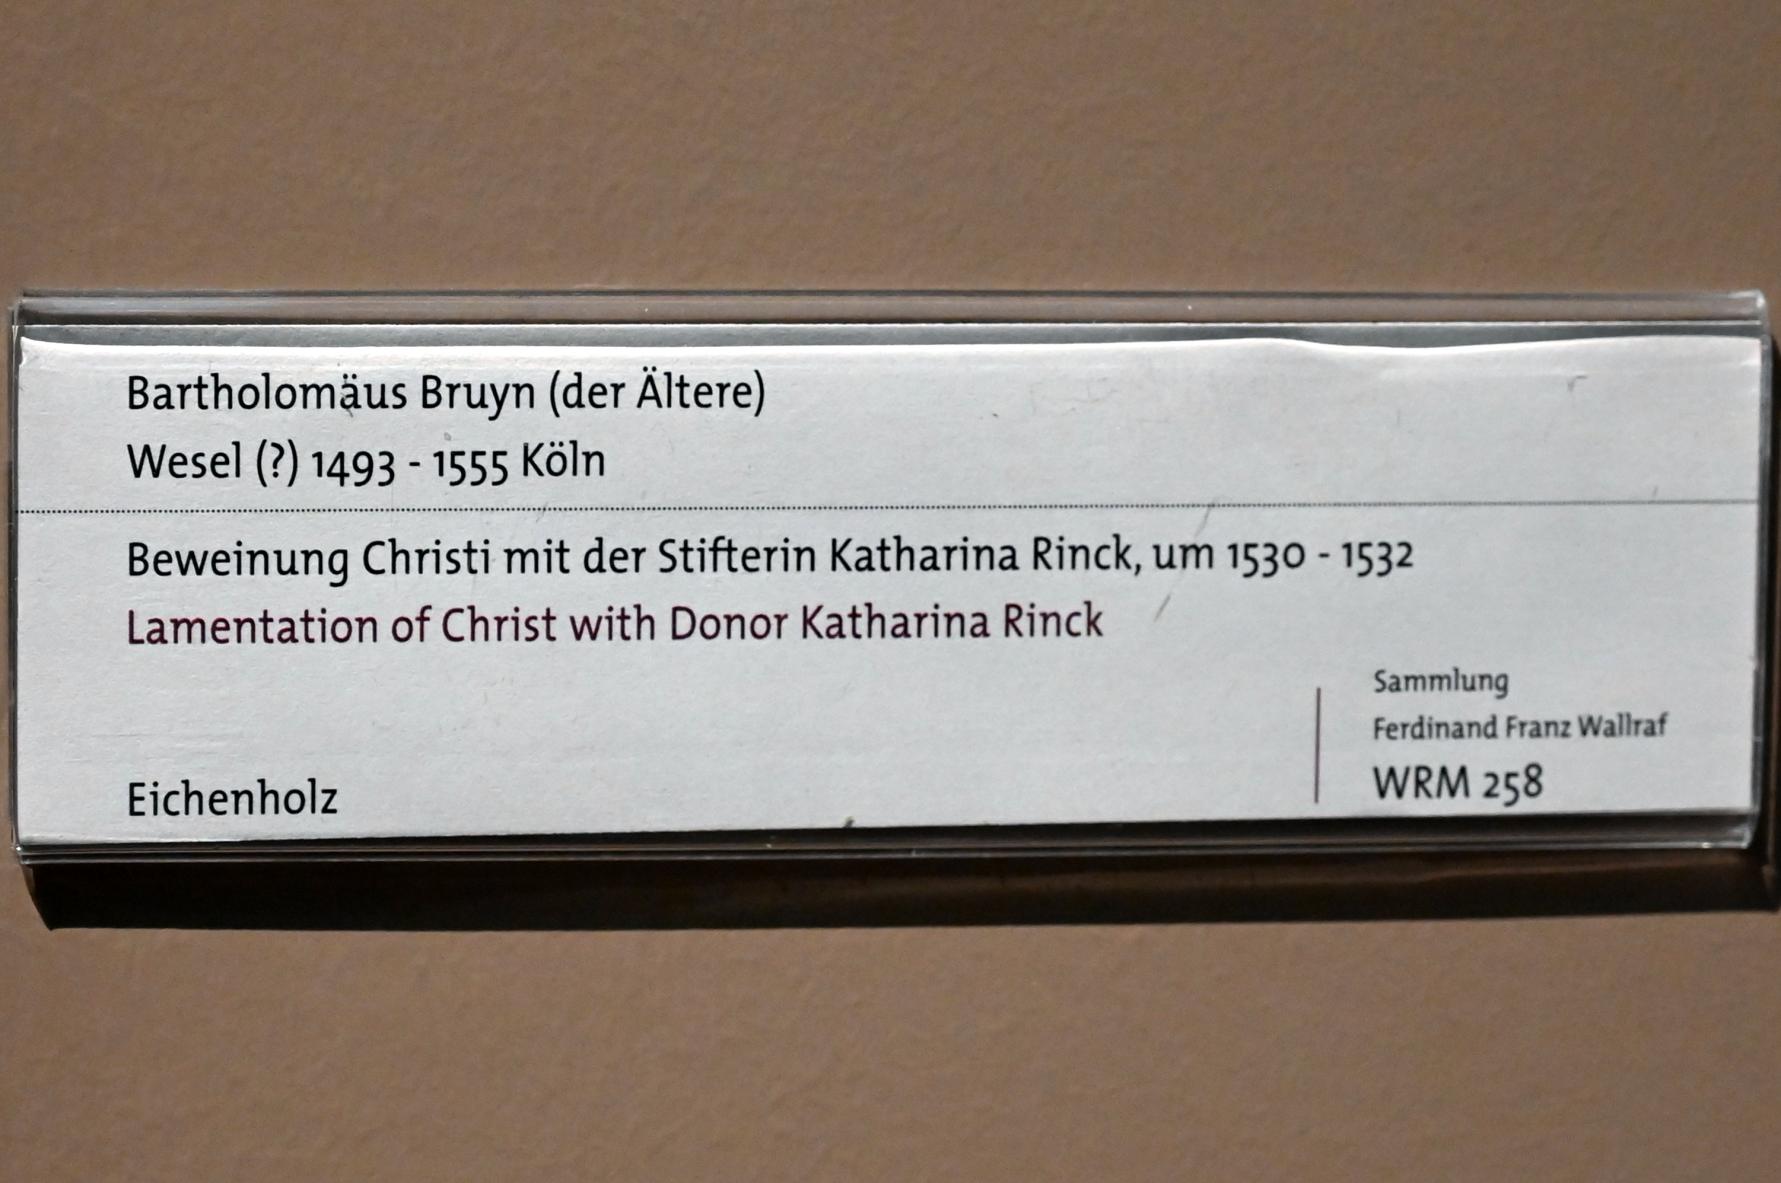 Bartholomäus Bruyn (der Ältere)
Wesel (?) 1493 - 1555 Köln
Beweinung Christi mit der Stifterin Katharina Rinck, um 1530 - 1532
Lamentation of Christ with Donor Katharina Rinck
Eichenholz
Sammlung
Ferdinand Franz Wallraf
WRM 258